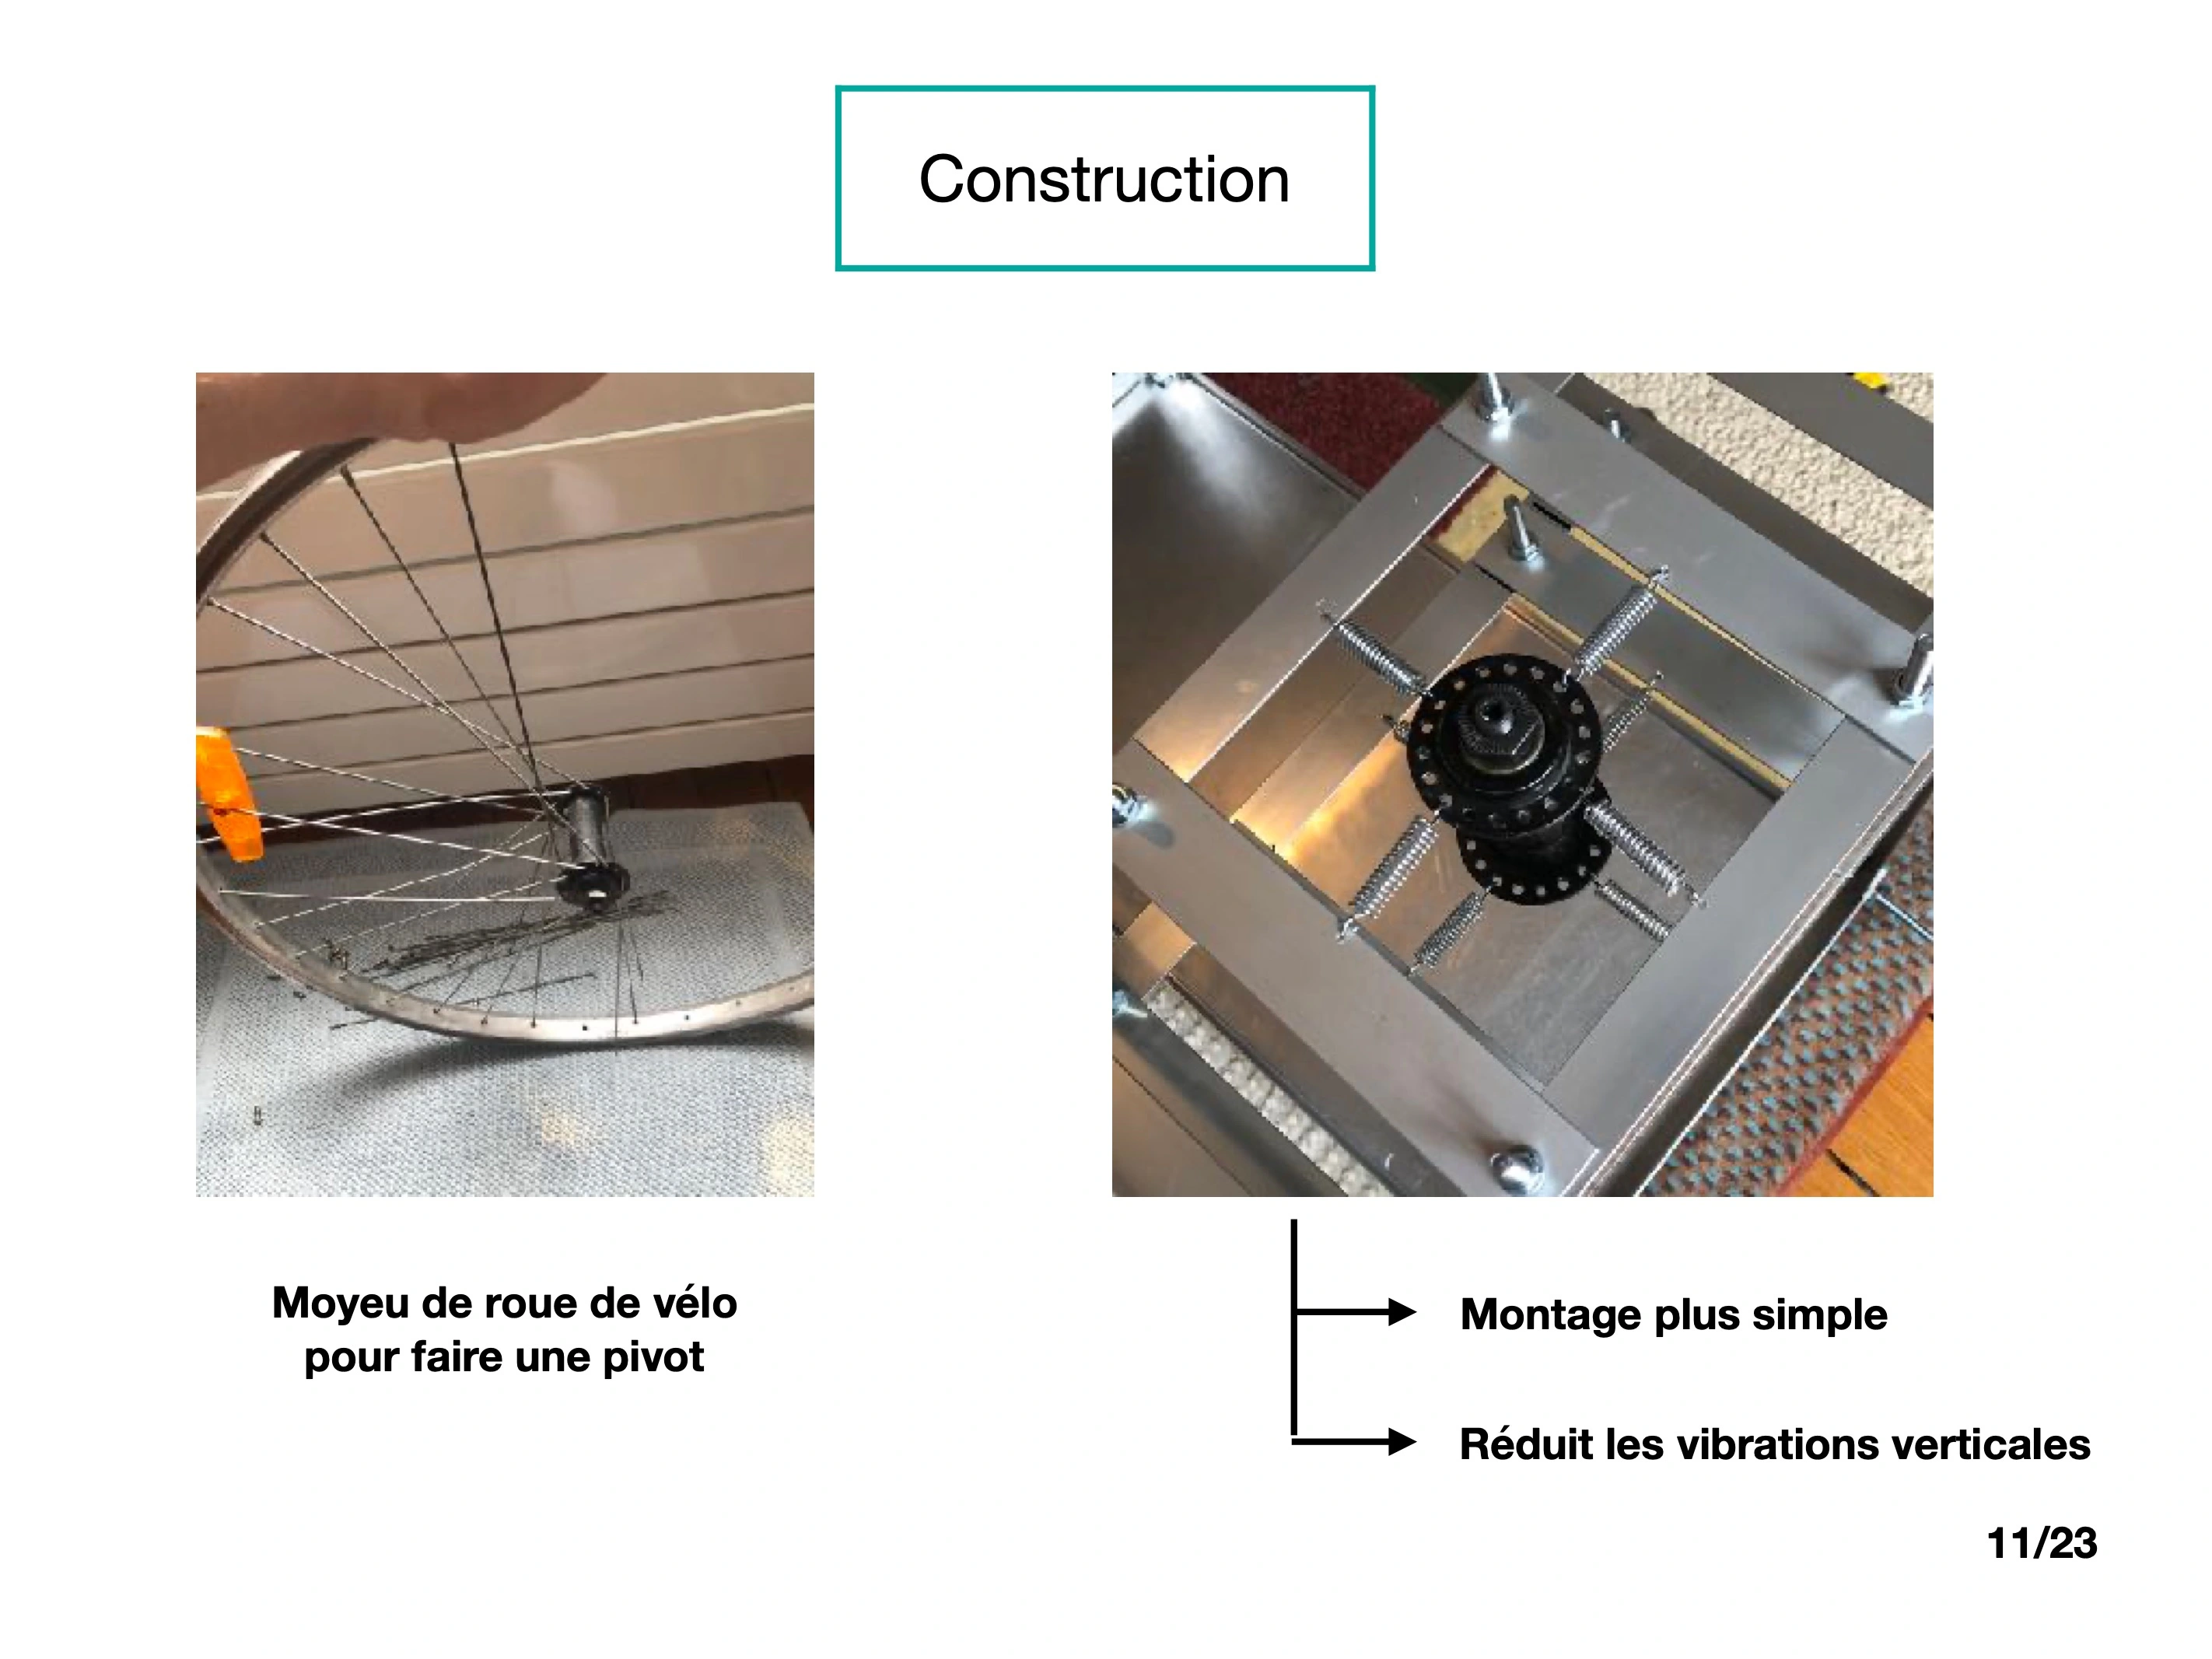 Construction
Moyeu de roue de vélo
pour faire une pivot
Montage plus simple
Réduit les vibrations verticales
11/23